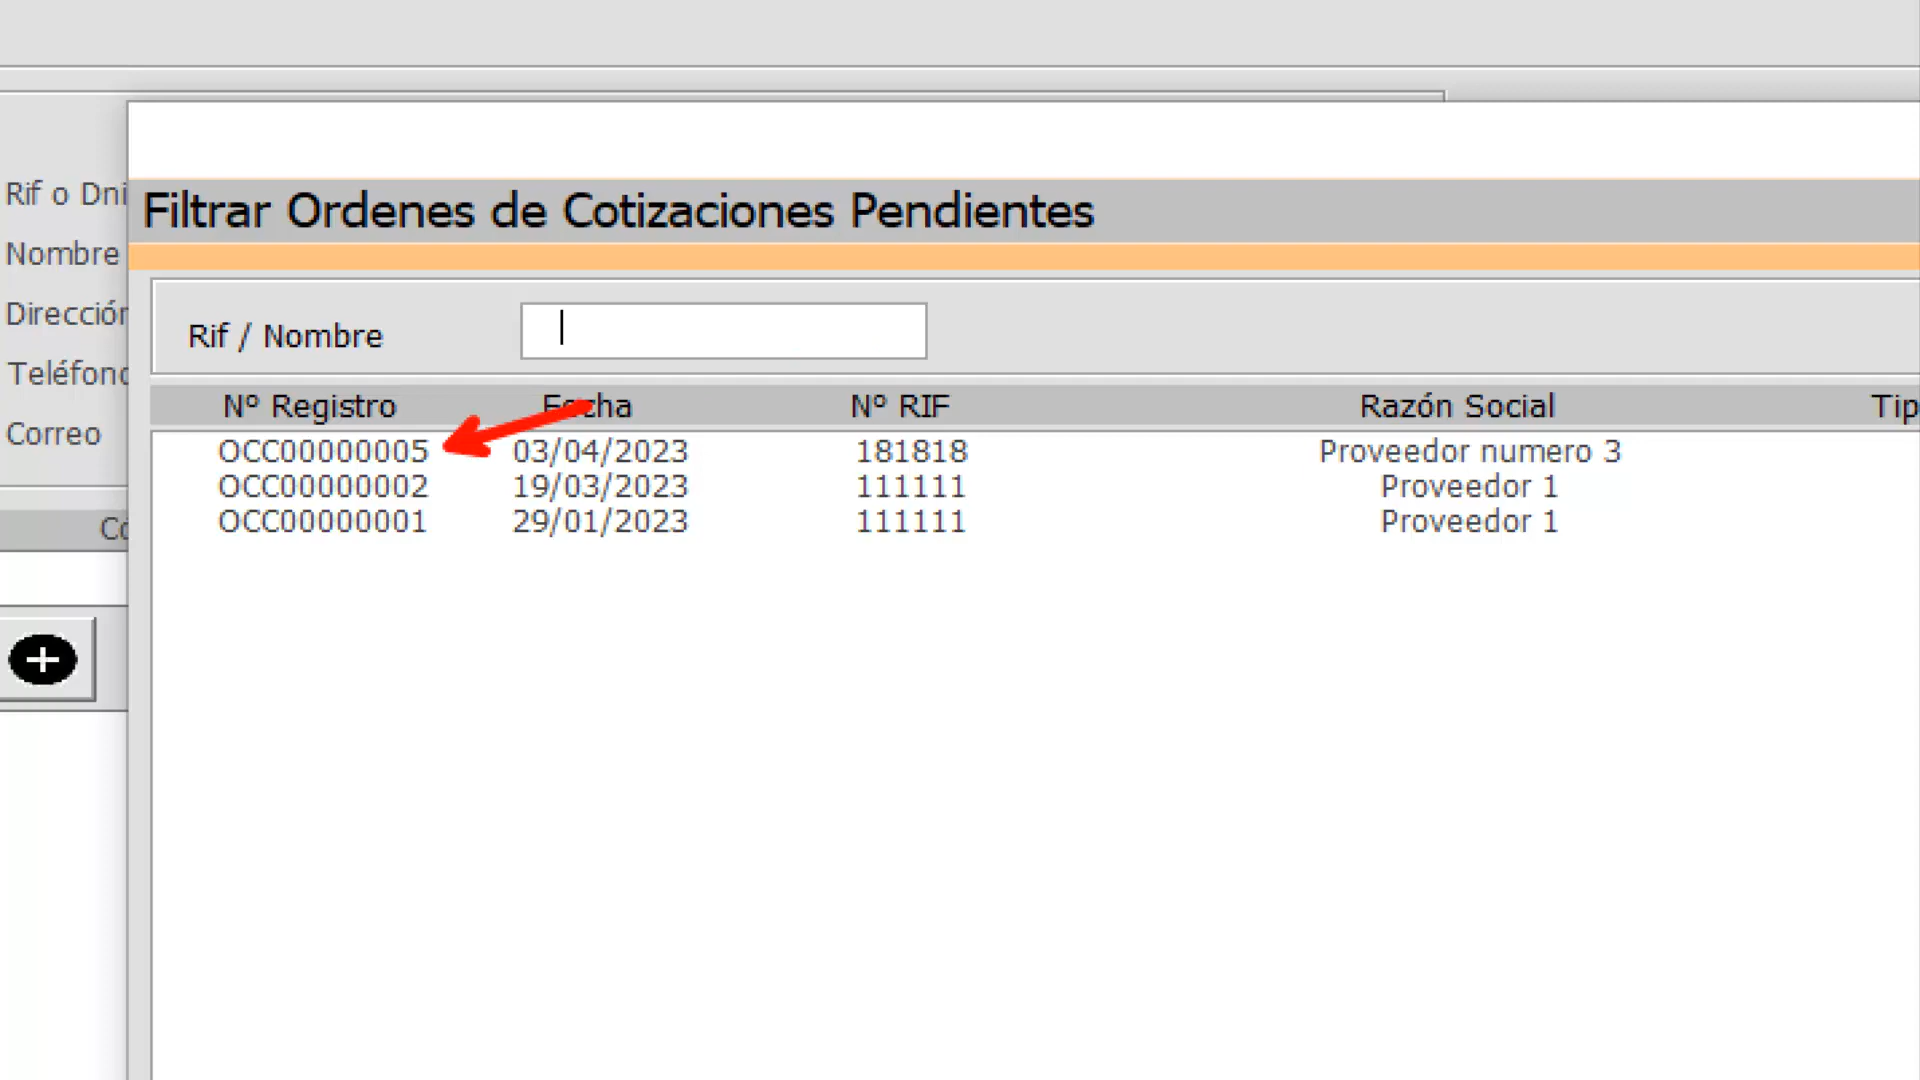 Filtrar Ordenes de Cotizaciones Pendientes
Rif o Dni
Nombre
Teléfono
Correo
Rif / Nombre
Nº Registro Fecha Nº RIF Razón Social
OCC00000005 03/04/2023 181818 Proveedor numero 3
OCC00000002 19/03/2023 111111 Proveedor 1
OCC00000001 29/01/2023 111111 Proveedor 1